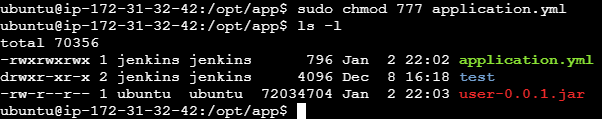 ubuntu@ip-172-31-32-42:/opt/app$ sudo chmod 777 application.yml
ubuntu@ip-172-31-32-42:/opt/app$ ls -l
total 70356
-rwxrwxrwx 1 jenkins jenkins      796 Jan  2 22:02 application.yml
drwxr-xr-x 2 jenkins jenkins     4096 Dec  8 16:18 test
-rw-r--r-- 1 ubuntu  ubuntu  72034704 Jan  2 22:03 user-0.0.1.jar
ubuntu@ip-172-31-32-42:/opt/app$